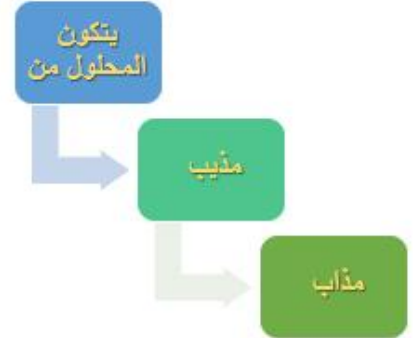 يتكون
المحلول من
مذيب
مذاب